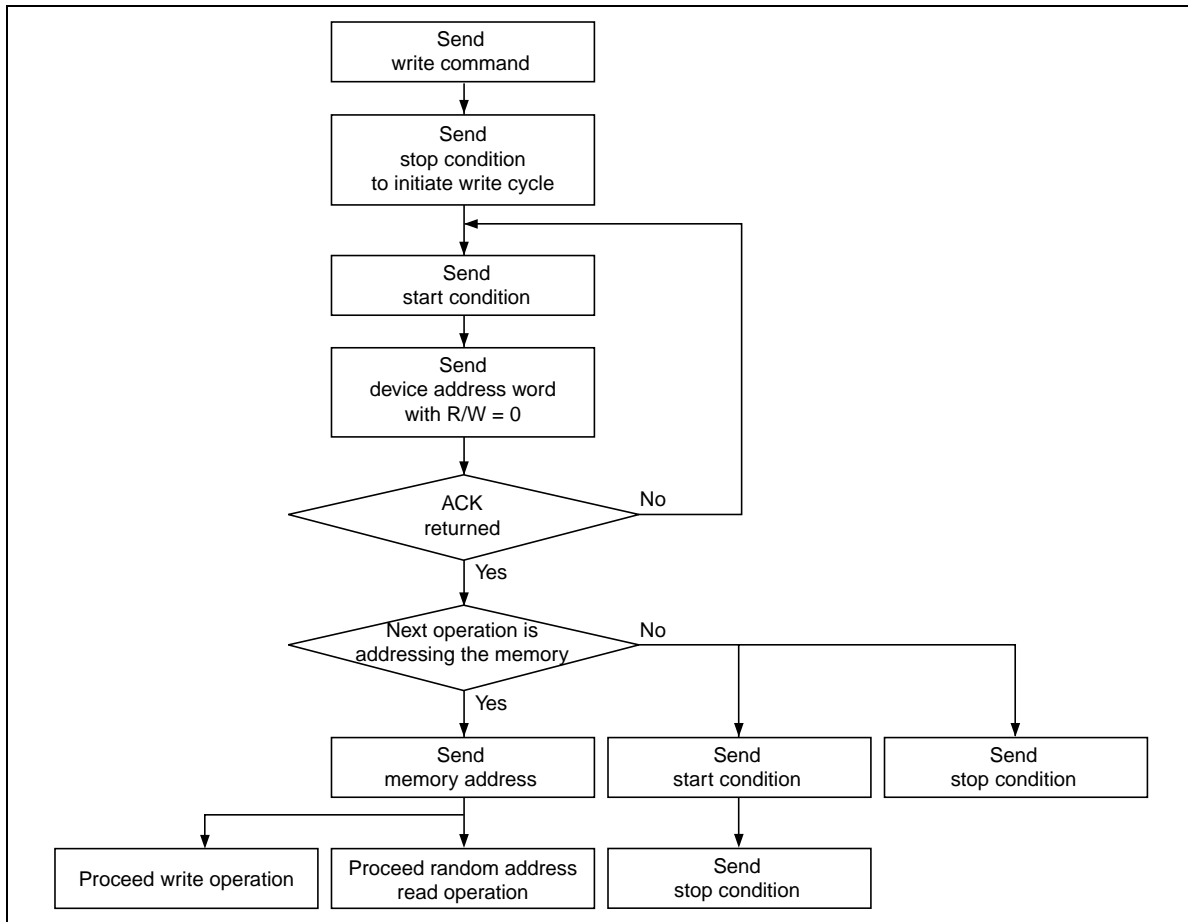 Send
write command
Send
stop condition
to initiate write cycle
Send
start condition
Send
device address word
with R/W = 0
ACK
returned
No
Yes
Next operation is
addressing the memory
No
Yes
Send
memory address
Send
start condition
Send
stop condition
Proceed write operation
Proceed random address
read operation
Send
stop condition